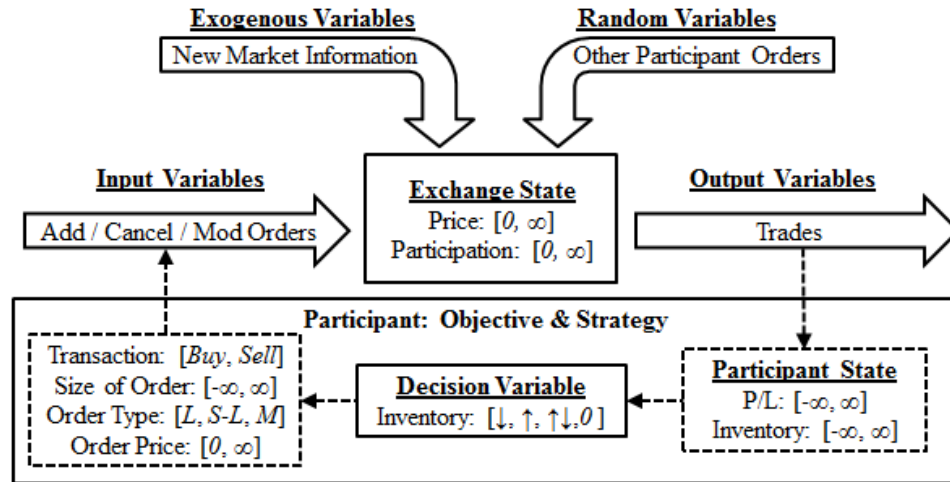 Exogenous Variables
Random Variables
New Market Information
Other Participant Orders
Input Variables
Exchange State
Output Variables
Price: [0, ∞]
Add / Cancel / Mod Orders
Participation: [0, ∞]
Trades
Participant: Objective & Strategy
Transaction: [Buy, Sell]
Size of Order: [-∞, ∞]
Order Type: [L, S-L, M]
Order Price: [0, ∞]
Decision Variable
Inventory: [↓, ↑, ↑↓,0 ]
Participant State
P/L: [-∞, ∞]
Inventory: [-∞, ∞]